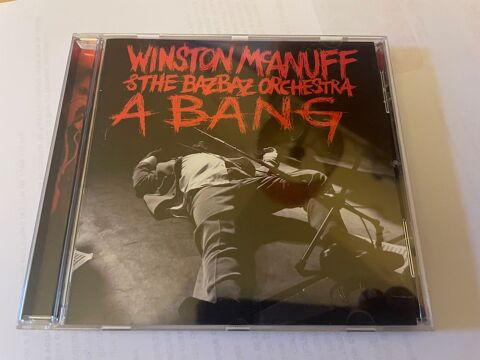 WINSTON McANUFF
& THE BAZBAZ ORCHESTRA
A BANG